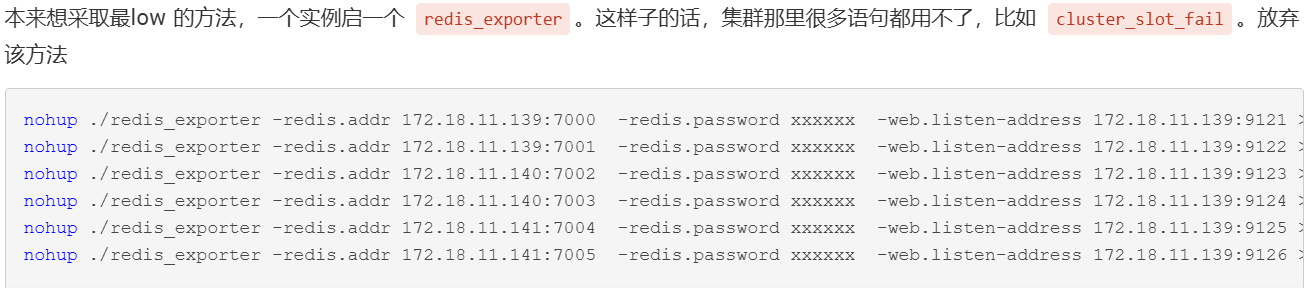 本来想采取最low 的方法，一个实例启一个 redis_exporter 。这样子的话，集群那里很多语句都用不了，比如 cluster_slot_fail 。放弃
该方法
nohup ./redis_exporter -redis.addr 172.18.11.139:7000  -redis.password xxxxxx  -web.listen-address 172.18.11.139:9121 >
nohup ./redis_exporter -redis.addr 172.18.11.139:7001  -redis.password xxxxxx  -web.listen-address 172.18.11.139:9122 >
nohup ./redis_exporter -redis.addr 172.18.11.140:7002  -redis.password xxxxxx  -web.listen-address 172.18.11.139:9123 >
nohup ./redis_exporter -redis.addr 172.18.11.140:7003  -redis.password xxxxxx  -web.listen-address 172.18.11.139:9124 >
nohup ./redis_exporter -redis.addr 172.18.11.141:7004  -redis.password xxxxxx  -web.listen-address 172.18.11.139:9125 >
nohup ./redis_exporter -redis.addr 172.18.11.141:7005  -redis.password xxxxxx  -web.listen-address 172.18.11.139:9126 >